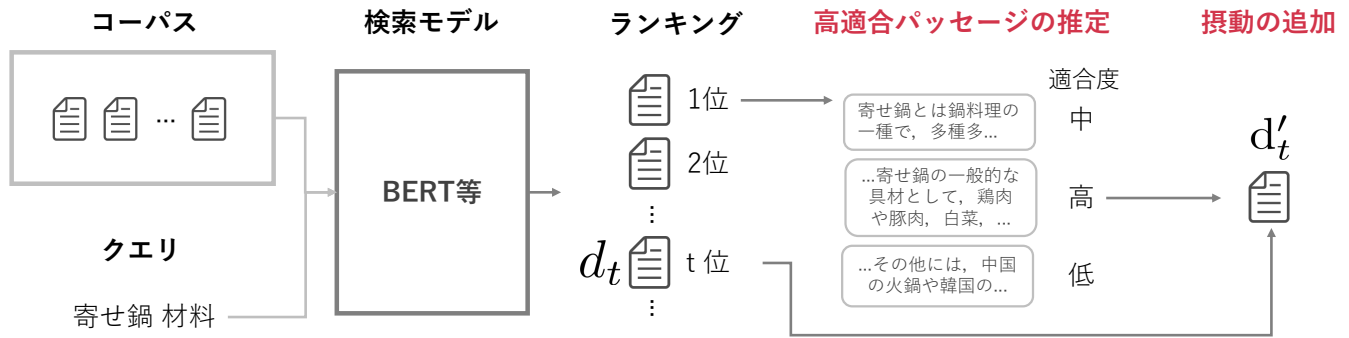 コーパス
検索モデル
ランキング
高適合パッセージの推定
摂動の追加
...
クエリ
寄せ鍋 材料
BERT等
1位
2位
...
d_t
t 位
...
適合度
寄せ鍋とは鍋料理の
一種で，多種多...
中
...寄せ鍋の一般的な
具材として，鶏肉
や豚肉，白菜，...
高
...その他には，中国
の火鍋や韓国の...
低
d′_t